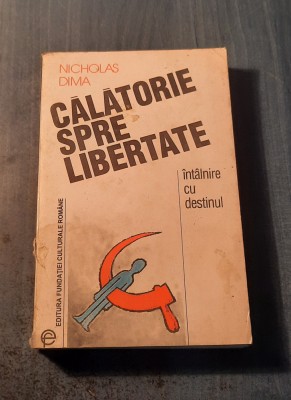 NICHOLAS
DIMA
CĂLĂTORIE
SPRE
LIBERTATE
întâlnire
cu
destinul
EDITURA FUNDAȚIEI CULTURALE ROMÂNE